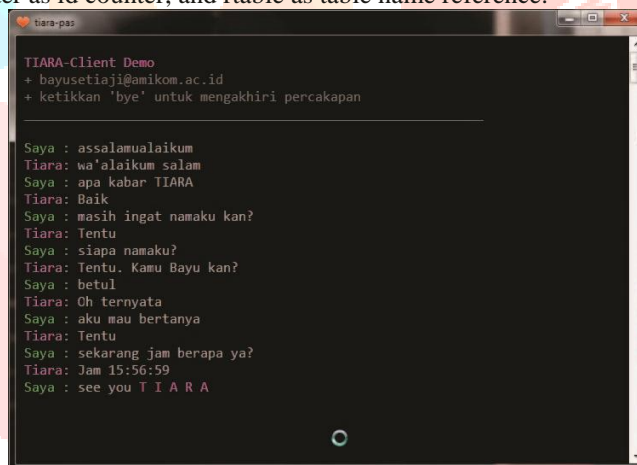 er as id counter, and rtable as table name reference.
tiara-pas
TIARA-Client Demo
+ bayusetiaji@amikom.ac.id
+ ketikkan 'bye' untuk mengakhiri percakapan
Saya : assalamualaikum
Tiara: wa'alaikum salam
Saya : apa kabar TIARA
Tiara: Baik
Saya : masih ingat namaku kan?
Tiara: Tentu
Saya : siapa namaku?
Tiara: Tentu. Kamu Bayu kan?
Saya : betul
Tiara: Oh ternyata
Saya : aku mau bertanya
Tiara: Tentu
Saya : sekarang jam berapa ya?
Tiara: Jam 15:56:59
Saya : see you T I A R A